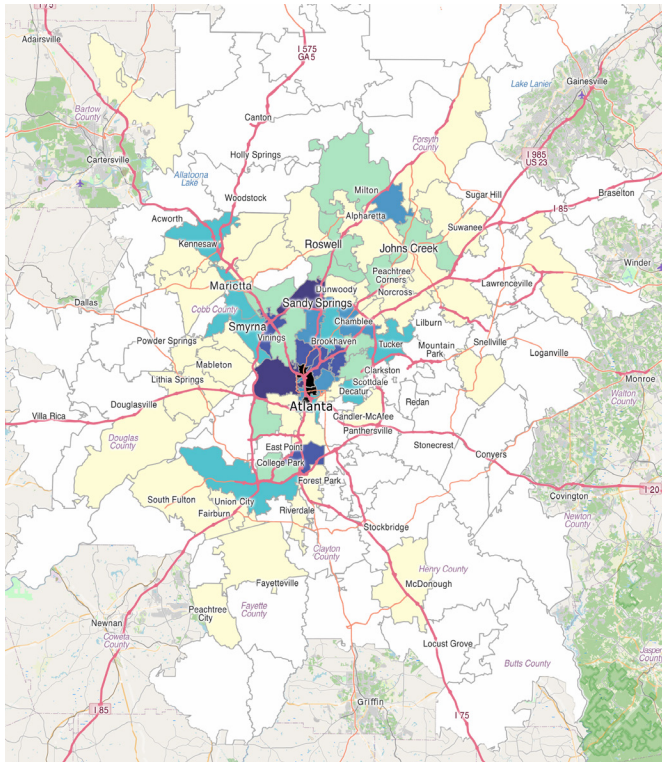 I 75
I 575
GA 5
Adairsville
Gainesville
Lake Lanier
Bartow
County
Canton
Forsyth
County
Cartersville
Holly Springs
I 985
US 23
Allatoona
Lake
Woodstock
Milton
Sugar Hill
Braselton
Acworth
Alpharetta
I 85
Suwanee
Kennesaw
Roswell
Johns Creek
Winder
Peachtree
Corners
Marietta
Dunwoody
Norcross
Lawrenceville
Dallas
Cobb County
Sandy Springs
Smyrna
Chamblee
Lilburn
Powder Springs
Vinings
Brookhaven
Tucker
Mountain
Park
Snellville
Loganville
Mableton
Clarkston
Lithia Springs
Scottdale
Monroe
Decatur
Walton
County
Douglasville
Atlanta
Redan
Villa Rica
Candler-McAfee
Panthersville
Douglas
County
East Point
Stonecrest
Conyers
College Park
Forest Park
I 20
South Fulton
Union City
Covington
Fairburn
Riverdale
Newton
County
Stockbridge
Clayton
County
Henry County
Fayetteville
McDonough
Peachtree
City
Fayette
County
Newnan
Coweta
County
Locust Grove
Jasper
County
Butts County
Griffin
I 85
I 75